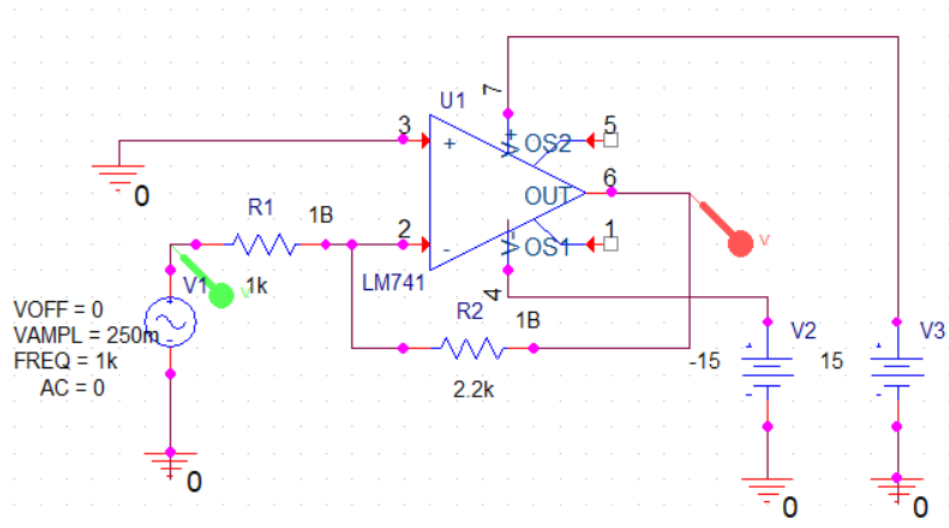 7
U1
3
+
V+
OS2
5
0
R1
1B
OUT
6
V
2
-
V-
OS1
1
V1
V
1k
LM741
4
R2
1B
VOFF = 0
VAMPL = 250m
FREQ = 1k
AC = 0
+
-
2.2k
-15
+
-
V2
15
+
-
V3
0
0
0